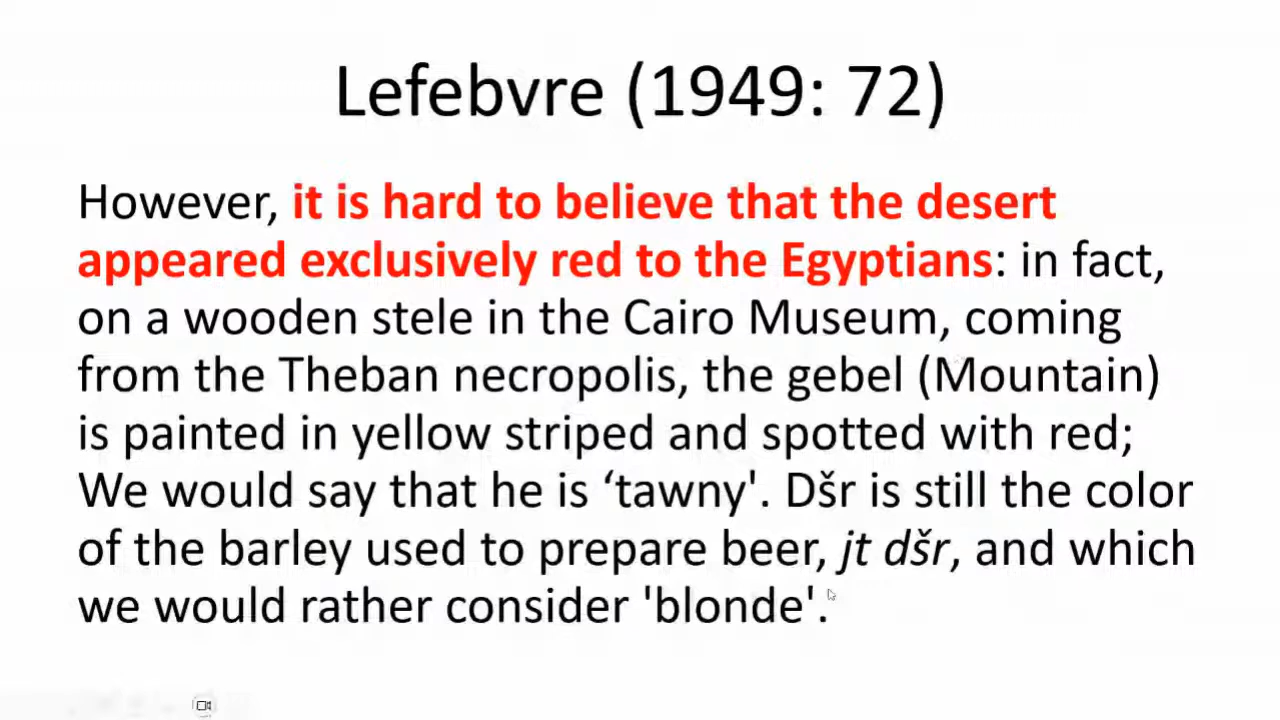 Lefebvre (1949: 72)
However, it is hard to believe that the desert
appeared exclusively red to the Egyptians: in fact,
on a wooden stele in the Cairo Museum, coming
from the Theban necropolis, the gebel (Mountain)
is painted in yellow striped and spotted with red;
We would say that he is ‘tawny'. Dšr is still the color
of the barley used to prepare beer, jt dšr, and which
we would rather consider 'blonde'.